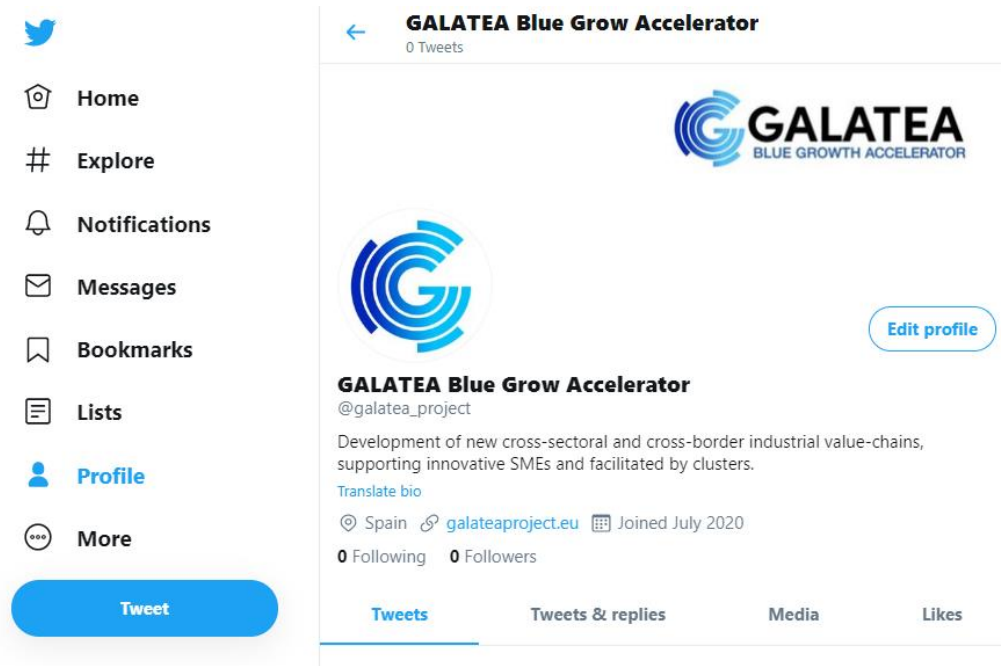 Home
Explore
Notifications
Messages
Bookmarks
Lists
Profile
More
Tweet
GALATEA Blue Grow Accelerator
0 Tweets
GALATEA
BLUE GROWTH ACCELERATOR
Edit profile
GALATEA Blue Grow Accelerator
@galatea_project
Development of new cross-sectoral and cross-border industrial value-chains,
supporting innovative SMEs and facilitated by clusters.
Translate bio
Spain galateaproject.eu Joined July 2020
0 Following 0 Followers
Tweets Tweets & replies Media Likes